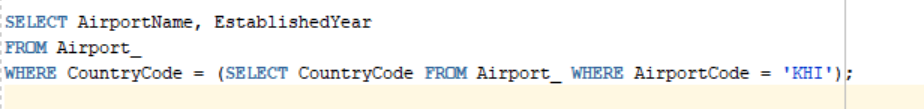 SELECT AirportName, EstablishedYear
FROM Airport_
WHERE CountryCode = (SELECT CountryCode FROM Airport_ WHERE AirportCode = 'KHI');